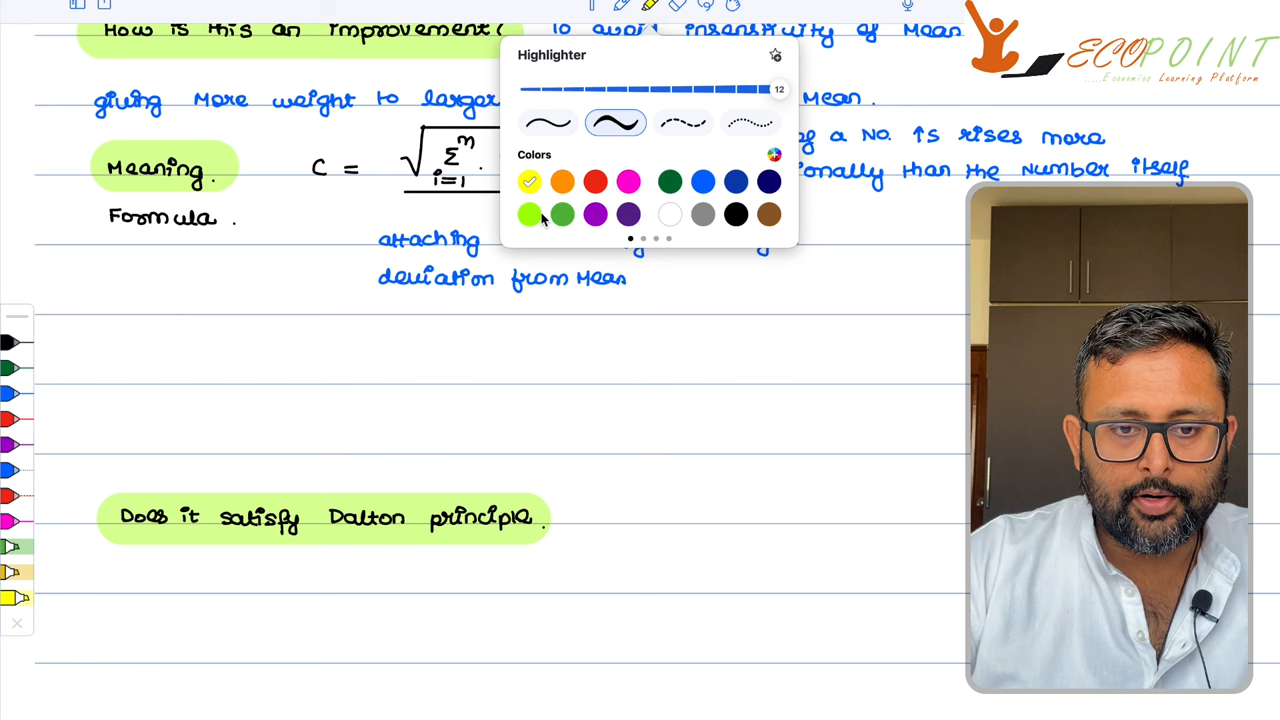 How is this an improvement? to avoid insensitivity of Mean
giving More weight to larger Mean.
of a No. ↑s rises more
Meaning. C = √ Σ^m i=1 .
than the number itself
Formula.
attaching
deviation from Mean
Does it satisfy Dalton principle.
Highlighter
12
Colors
ECOPOINT
.....Economics Learning Platform